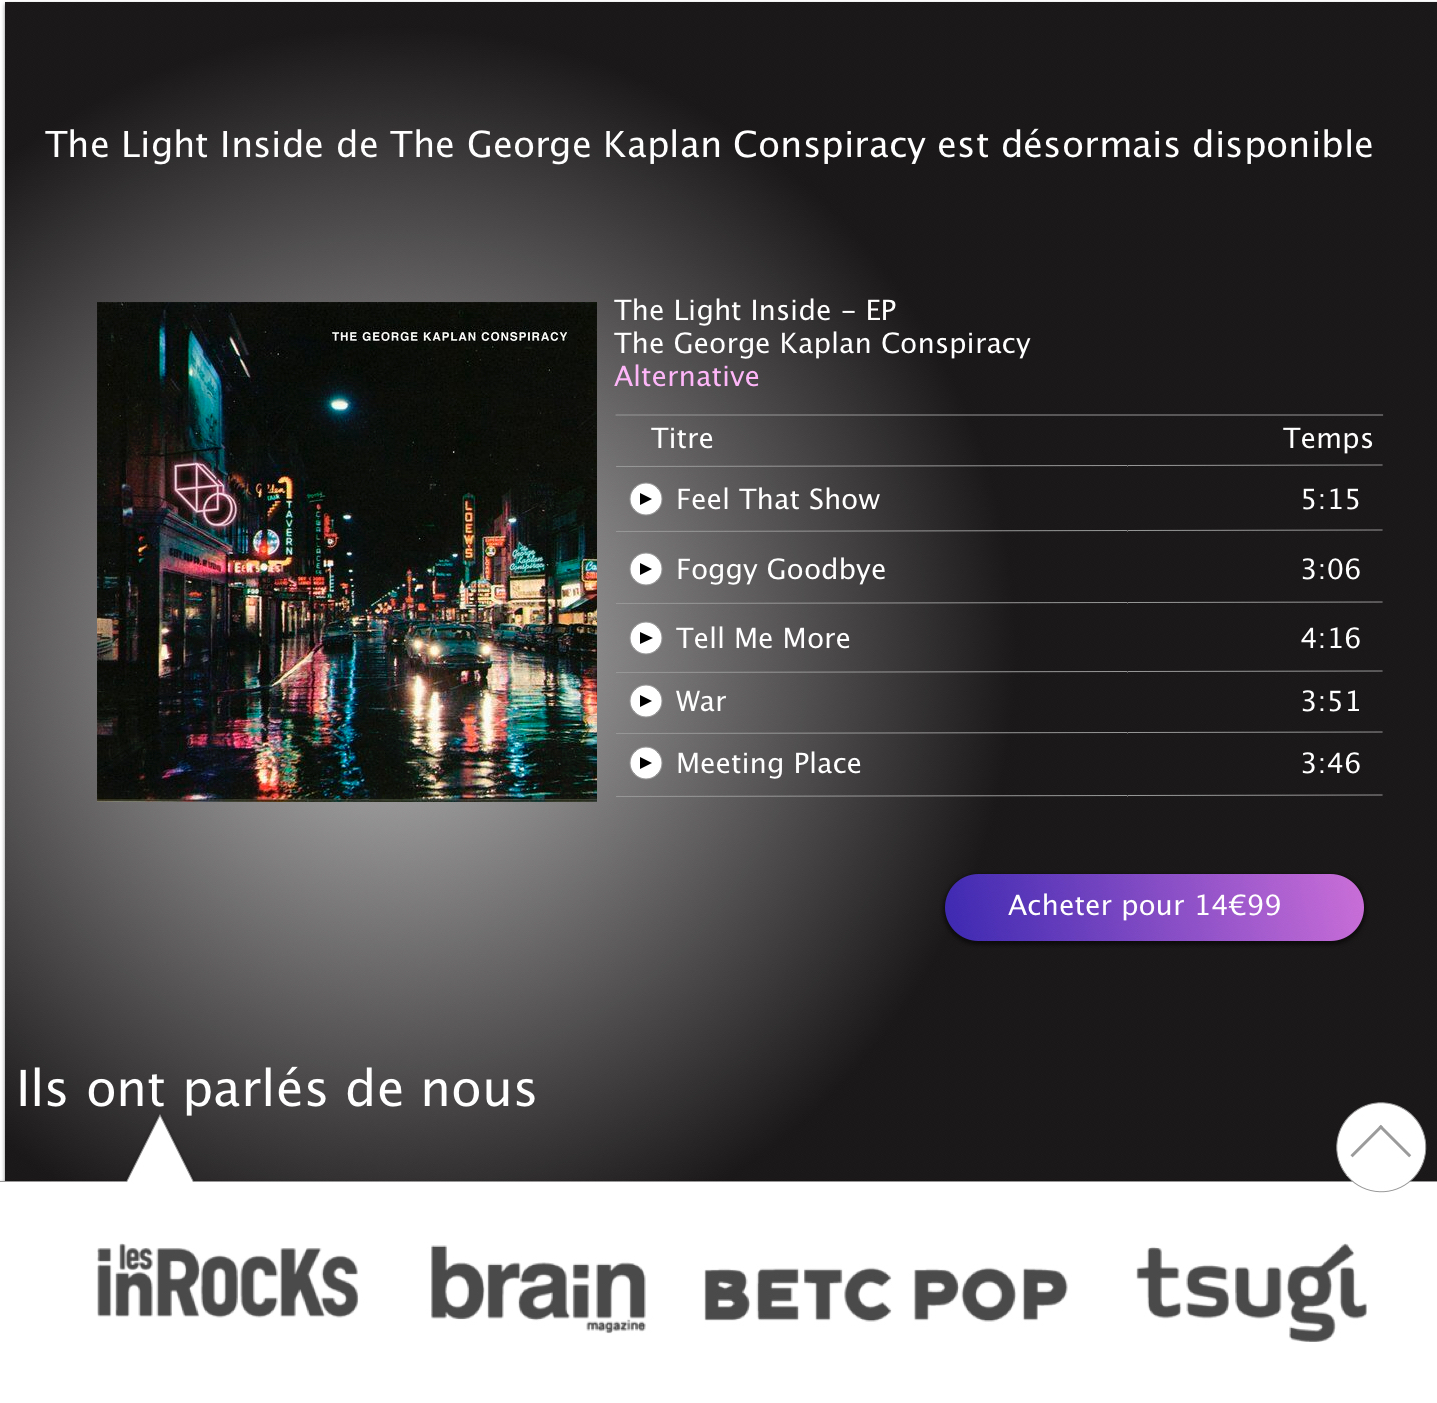 The Light Inside de The George Kaplan Conspiracy est désormais disponible
THE GEORGE KAPLAN CONSPIRACY
TAVERN
LOEW'S
The Light Inside – EP
The George Kaplan Conspiracy
Alternative
Titre Temps
Feel That Show 5:15
Foggy Goodbye 3:06
Tell Me More 4:16
War 3:51
Meeting Place 3:46
Acheter pour 14€99
Ils ont parlés de nous
les inRocKs
brain magazine
BETC POP
tsugi